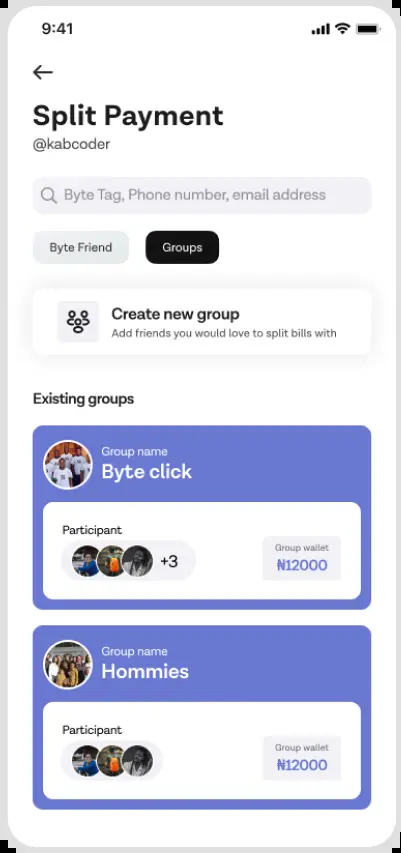 9:41
Split Payment
@kabcoder
Byte Tag, Phone number, email address
Byte Friend
Groups
Create new group
Add friends you would love to split bills with
Existing groups
Group name
Byte click
Participant
+3
Group wallet
₦12000
Group name
Hommies
Participant
Group wallet
₦12000